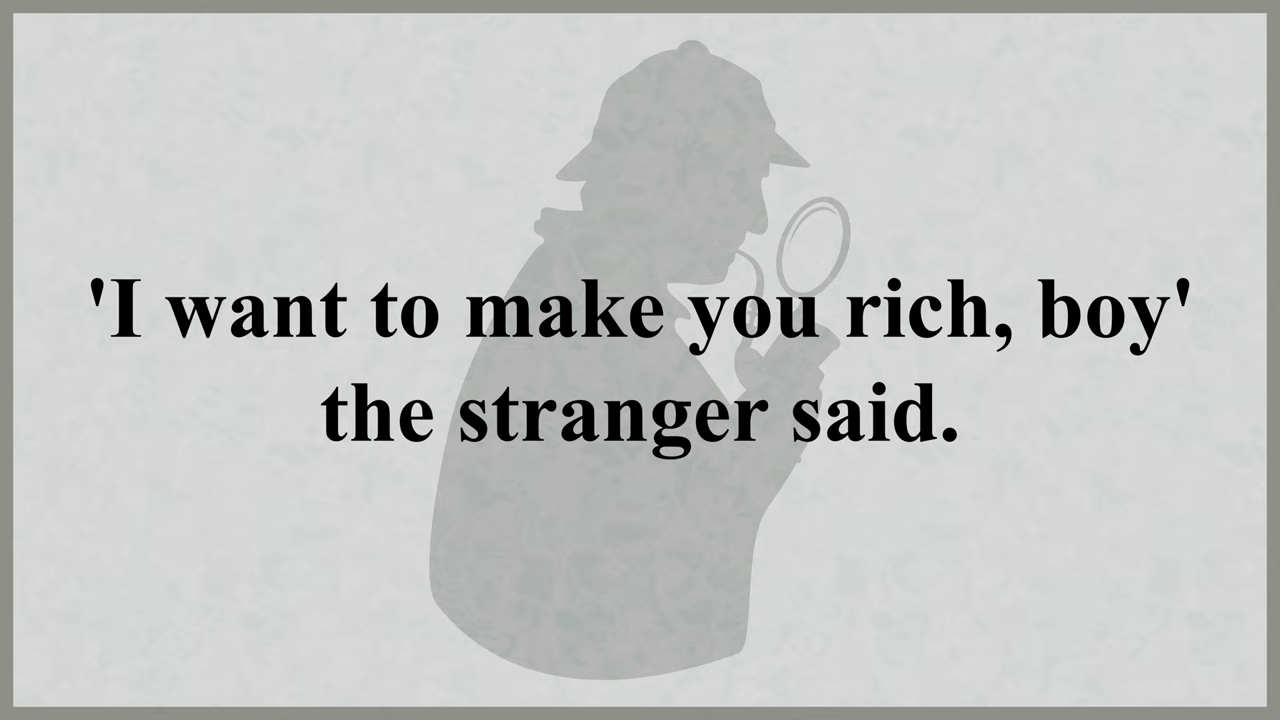 'I want to make you rich, boy'
the stranger said.